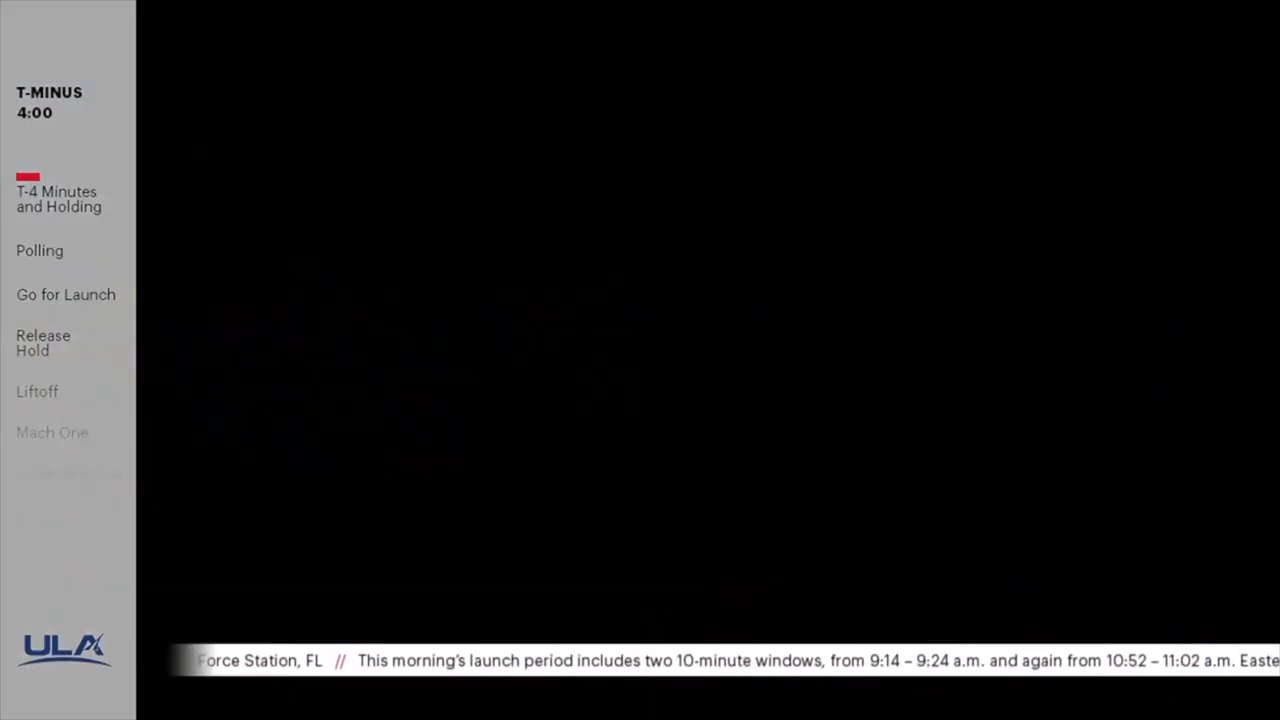 T-MINUS
4:00
T-4 Minutes
and Holding
Polling
Go for Launch
Release
Hold
Liftoff
Mach One
ULA
Force Station, FL // This morning's launch period includes two 10-minute windows, from 9:14 – 9:24 a.m. and again from 10:52 – 11:02 a.m. Easte